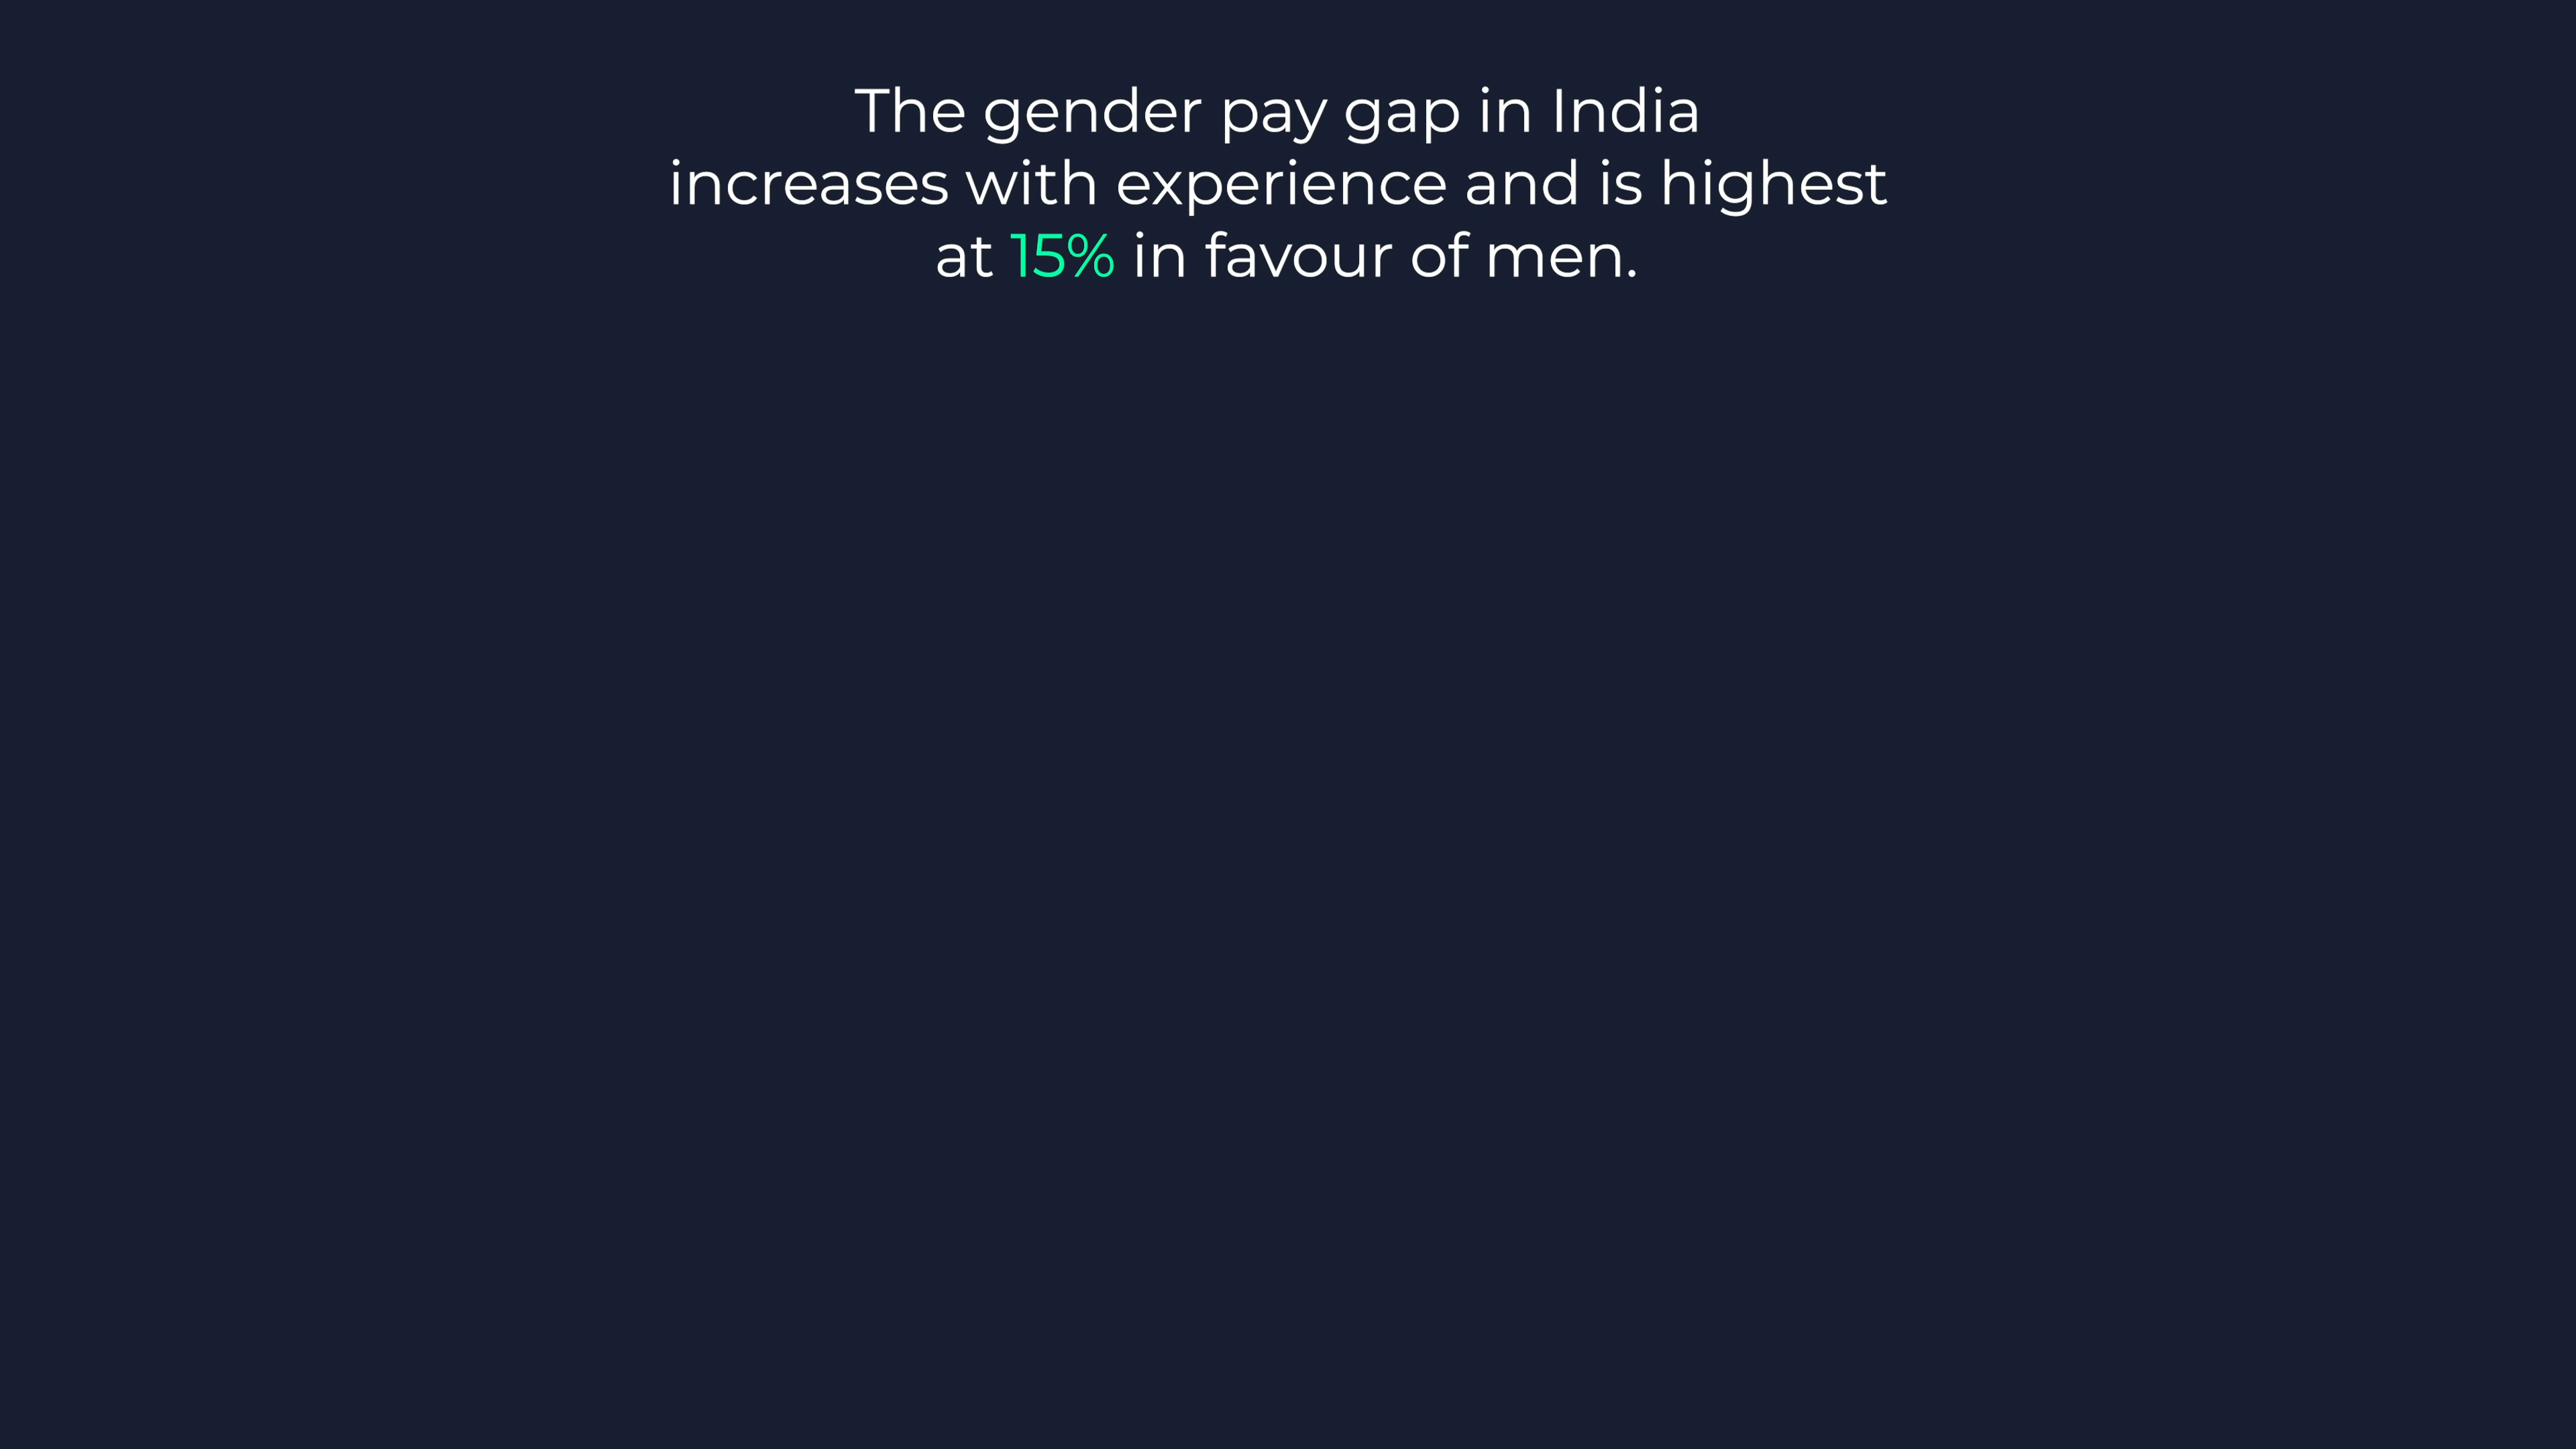 The gender pay gap in India
increases with experience and is highest
at 15% in favour of men.